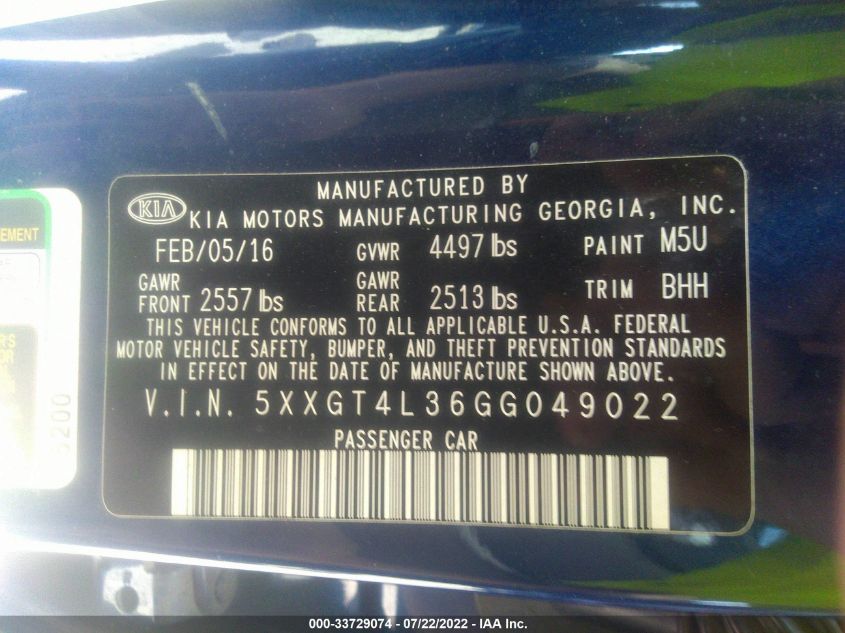 MANUFACTURED BY
KIA KIA MOTORS MANUFACTURING GEORGIA, INC.
FEB/05/16 GVWR 4497 lbs PAINT M5U
GAWR FRONT 2557 lbs GAWR REAR 2513 lbs TRIM BHH
THIS VEHICLE CONFORMS TO ALL APPLICABLE U.S.A. FEDERAL
MOTOR VEHICLE SAFETY, BUMPER, AND THEFT PREVENTION STANDARDS
IN EFFECT ON THE DATE OF MANUFACTURE SHOWN ABOVE.
V.I.N. 5XXGT4L36GG049022
PASSENGER CAR
000-33729074 - 07/22/2022 - IAA Inc.